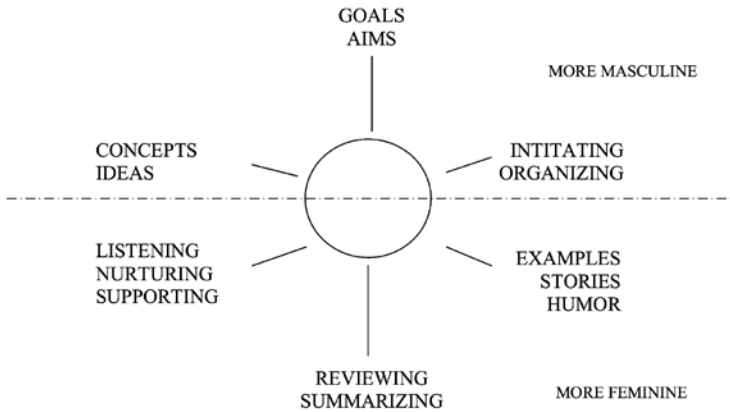 GOALS
AIMS
MORE MASCULINE
CONCEPTS
IDEAS
INTITATING
ORGANIZING
LISTENING
NURTURING
SUPPORTING
EXAMPLES
STORIES
HUMOR
REVIEWING
SUMMARIZING
MORE FEMININE